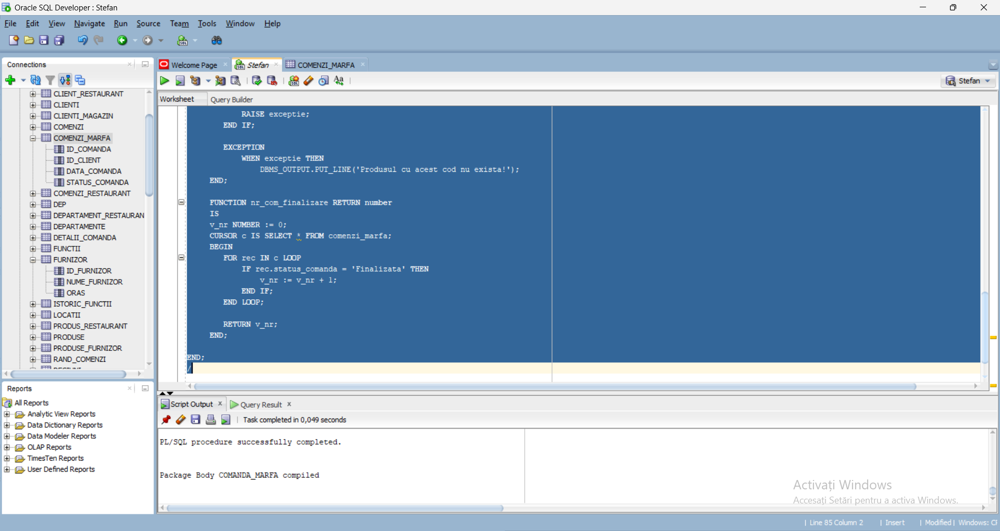 Oracle SQL Developer : Stefan
File Edit View Navigate Run Source Team Tools Window Help
Connections
CLIENT_RESTAURANT
CLIENTI
CLIENTI_MAGAZIN
COMENZI
COMENZI_MARFA
ID_COMANDA
ID_CLIENT
DATA_COMANDA
STATUS_COMANDA
COMENZI_RESTAURANT
DEP
DEPARTAMENT_RESTAURAN
DEPARTAMENTE
DETALII_COMANDA
FUNCTII
FURNIZOR
ID_FURNIZOR
NUME_FURNIZOR
ORAS
ISTORIC_FUNCTII
LOCATII
PRODUS_RESTAURANT
PRODUSE
PRODUSE_FURNIZOR
RAND_COMENZI
Reports
All Reports
Analytic View Reports
Data Dictionary Reports
Data Modeler Reports
OLAP Reports
TimesTen Reports
User Defined Reports
Welcome Page Stefan COMENZI_MARFA
Stefan
Worksheet Query Builder
RAISE exceptie;
END IF;
EXCEPTION
WHEN exceptie THEN
DBMS_OUTPUT.PUT_LINE('Produsul cu acest cod nu exista!');
END;
FUNCTION nr_com_finalizare RETURN number
IS
v_nr NUMBER := 0;
CURSOR c IS SELECT * FROM comenzi_marfa;
BEGIN
FOR rec IN c LOOP
IF rec.status_comanda = 'Finalizata' THEN
v_nr := v_nr + 1;
END IF;
END LOOP;
RETURN v_nr;
END;
END;
/
Script Output Query Result
Task completed in 0,049 seconds
PL/SQL procedure successfully completed.
Package Body COMANDA_MARFA compiled
Activați Windows
Accesați Setări pentru a activa Windows.
Line 85 Column 2 | Insert | Modified | Windows: CF